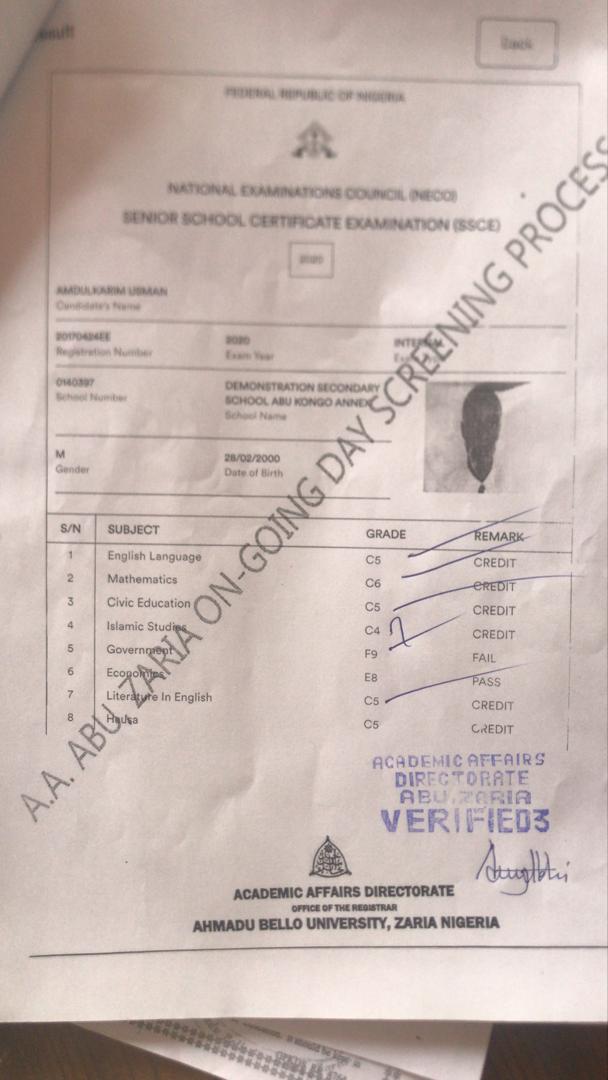 Back
FEDERAL REPUBLIC OF NIGERIA
NATIONAL EXAMINATIONS COUNCIL (NECO)
SENIOR SCHOOL CERTIFICATE EXAMINATION (SSCE)
2020
AMDULKARIM USMAN
Candidate's Name
20170424EE 2020
Registration Number Exam Year
0140397 DEMONSTRATION SECONDARY
School Number SCHOOL ABU KONGO ANNEX
School Name
M 28/02/2000
Gender Date of Birth
S/N SUBJECT GRADE REMARK
1 English Language C5 CREDIT
2 Mathematics C6 CREDIT
3 Civic Education C5 CREDIT
4 Islamic Studies C4 CREDIT
5 Government F9 FAIL
6 Economics E8 PASS
7 Literature In English C5 CREDIT
8 Hausa C5 CREDIT
A.A. ABU ZARIA ON-GOING DAY SCREENING PROCESS
ACADEMIC AFFAIRS
DIRECTORATE
ABU, ZARIA
VERIFIED3
ACADEMIC AFFAIRS DIRECTORATE
OFFICE OF THE REGISTRAR
AHMADU BELLO UNIVERSITY, ZARIA NIGERIA